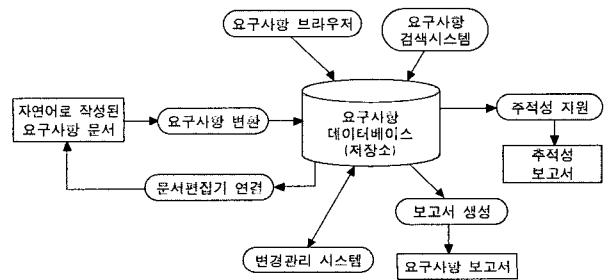 요구사항 브라우저
요구사항
검색시스템
자연어로 작성된
요구사항 문서
요구사항 변환
요구사항
데이터베이스
(저장소)
추적성 지원
추적성
보고서
문서편집기 연결
보고서 생성
변경관리 시스템
요구사항 보고서